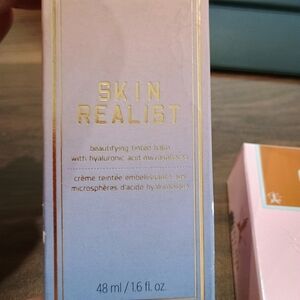 SKIN
REALIST
beautifying tinted balm
with hyaluronic acid microspheres
crème teintée embellissante aux
microsphères d'acide hyaluronique
48 ml / 1.6 fl. oz.